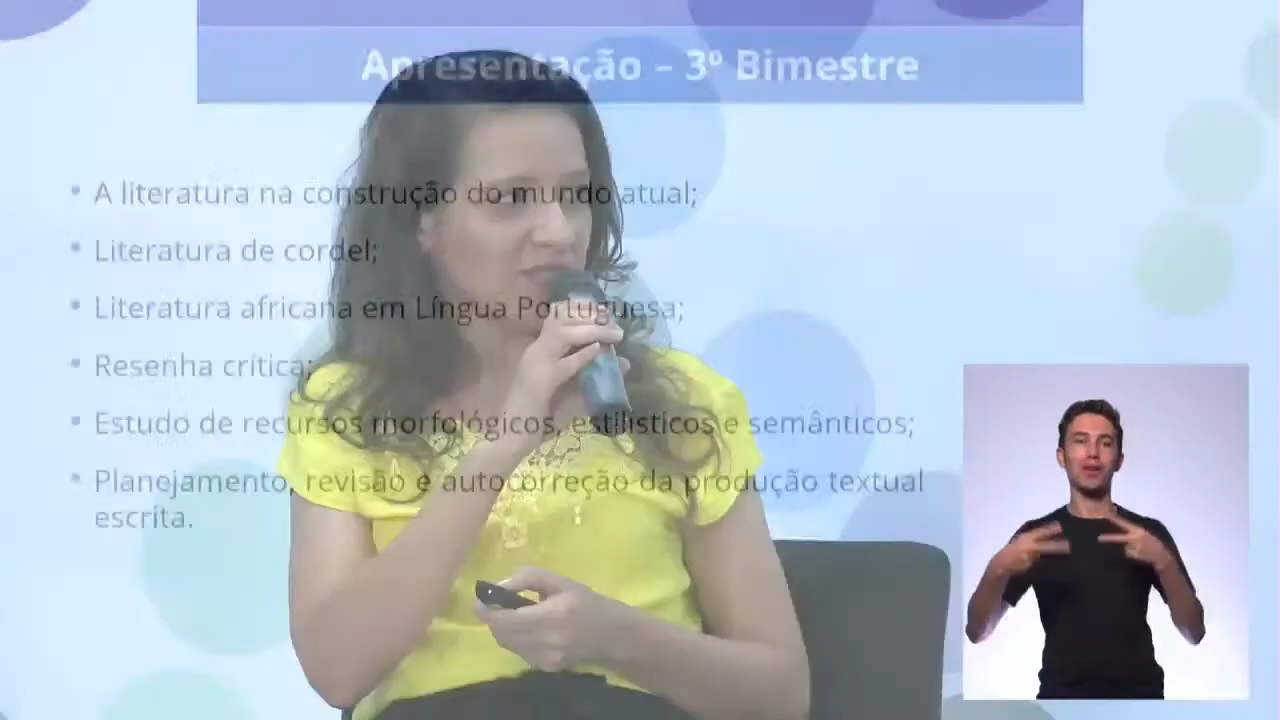 Apresentação – 3º Bimestre
• A literatura na construção do mundo atual;
• Literatura de cordel;
• Literatura africana em Língua Portuguesa;
• Resenha crítica;
• Estudo de recursos morfológicos, estilísticos e semânticos;
• Planejamento, revisão e autocorreção da produção textual
escrita.